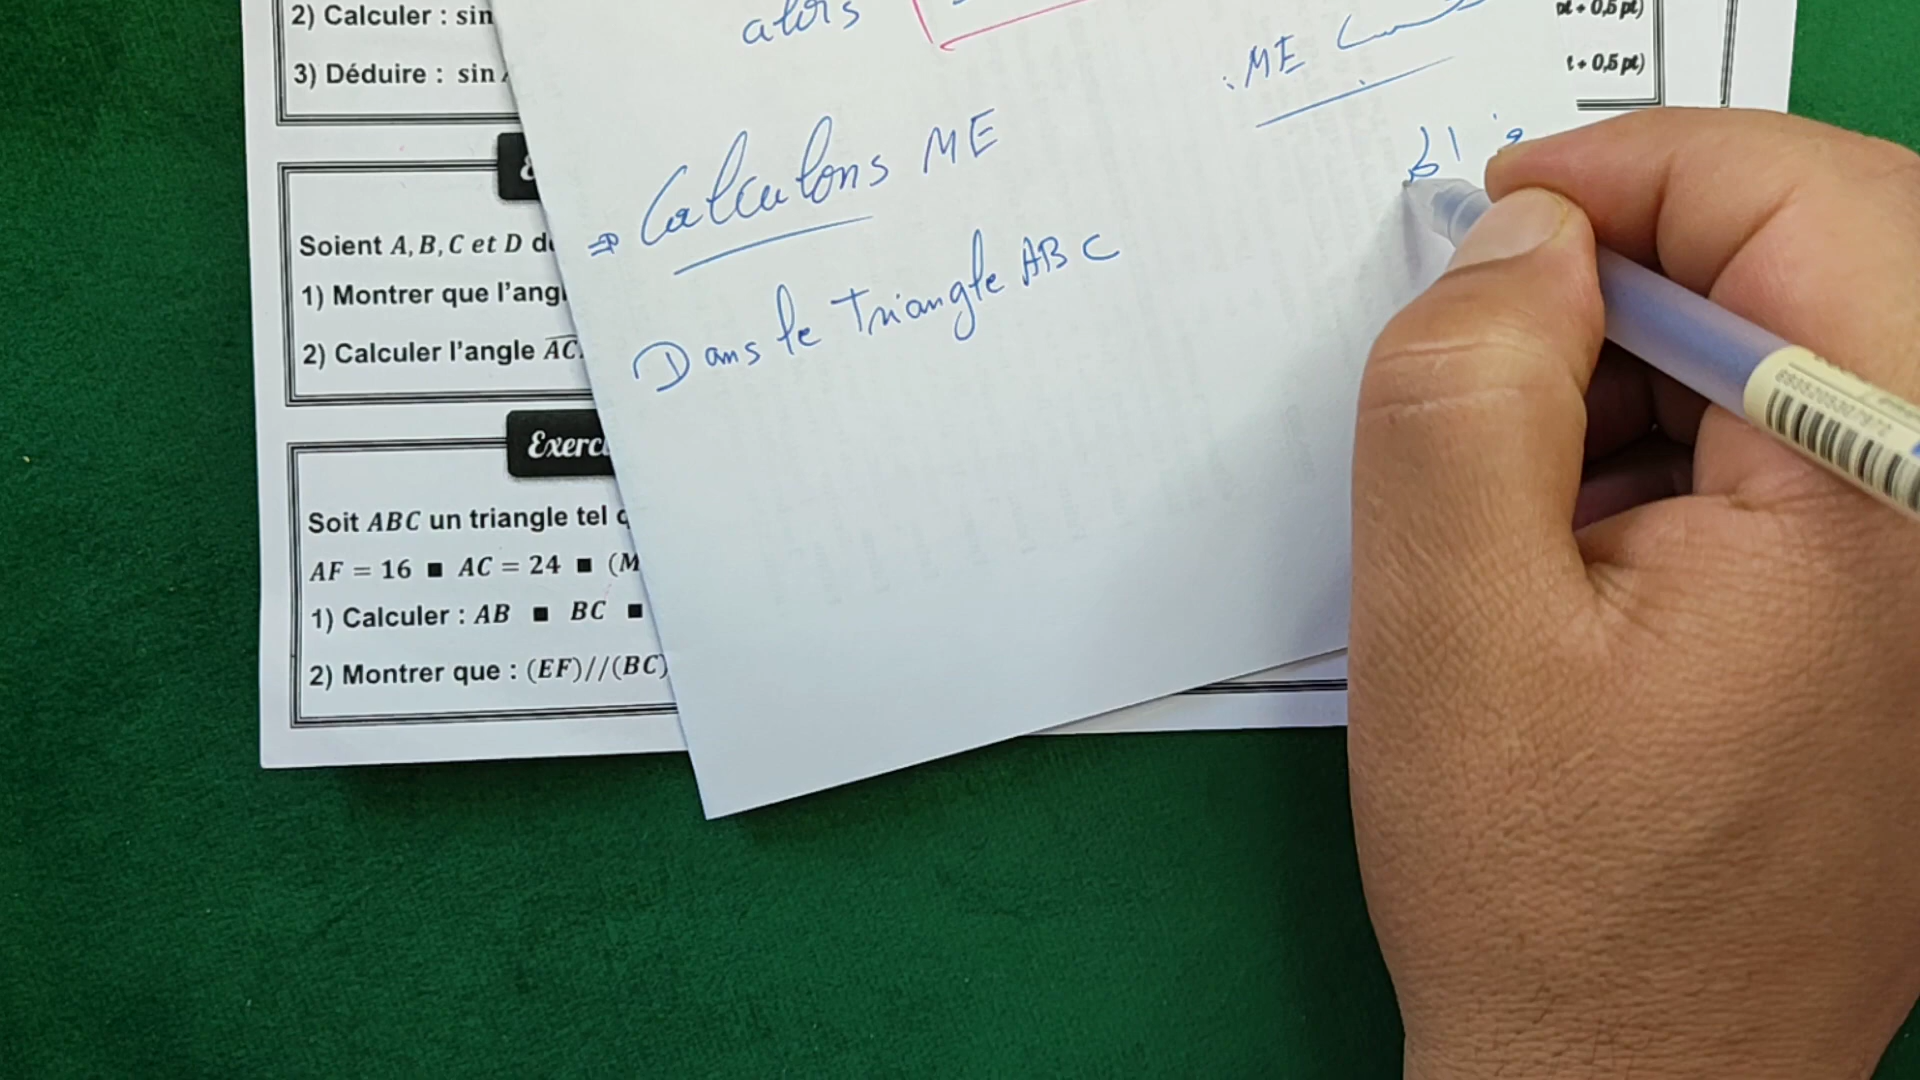 2) Calculer : sin
3) Déduire : sin
pt + 0,5 pt)
t + 0,5 pt)
Soient A, B, C et D
1) Montrer que l'angl
2) Calculer l'angle AC
Exerc
Soit ABC un triangle tel
AF = 16 ■ AC = 24 ■ (M
1) Calculer : AB ■ BC ■
2) Montrer que : (EF)//(BC)
alors
: ME
⇒ Calculons ME
Dans le triangle ABC